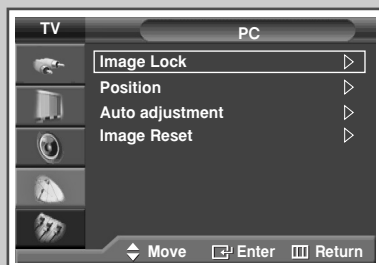 TV
PC
Image Lock
Position
Auto adjustment
Image Reset
Move Enter Return